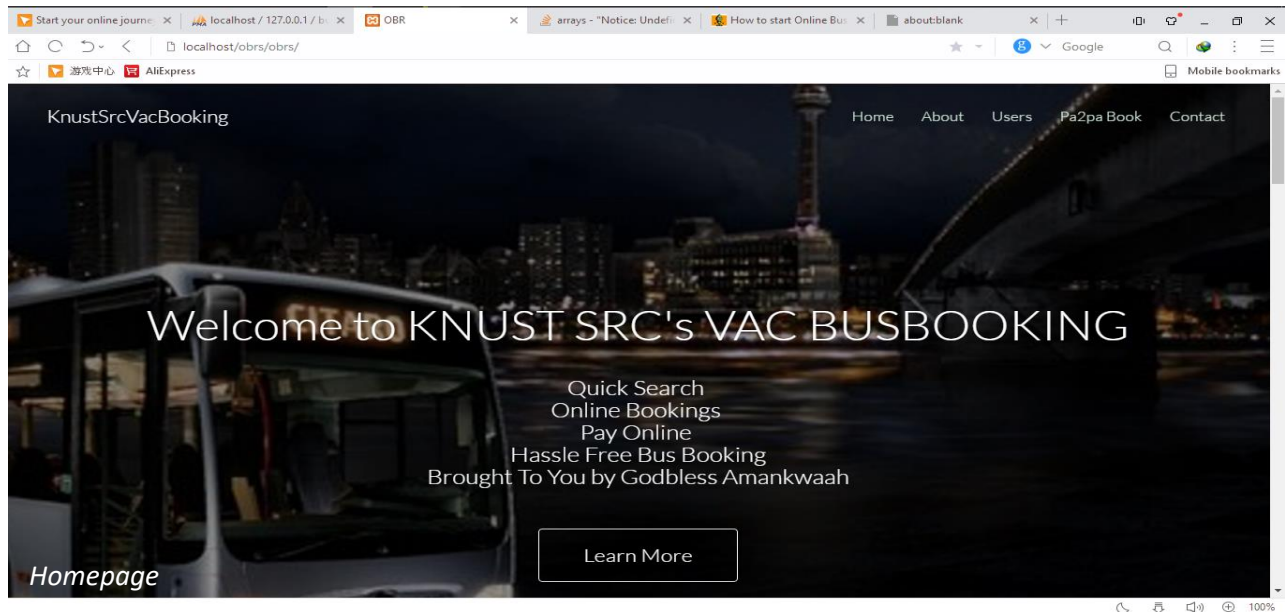 Start your online journe
localhost / 127.0.0.1 / b
OBR
arrays - "Notice: Undefi
How to start Online Bus
about:blank
localhost/obrs/obrs/
Google
游戏中心
AliExpress
Mobile bookmarks
KnustSrcVacBooking
Home About Users Pa2pa Book Contact
Welcome to KNUST SRC's VAC BUSBOOKING
Quick Search
Online Bookings
Pay Online
Hassle Free Bus Booking
Brought To You by Godbless Amankwaah
Learn More
Homepage
100%